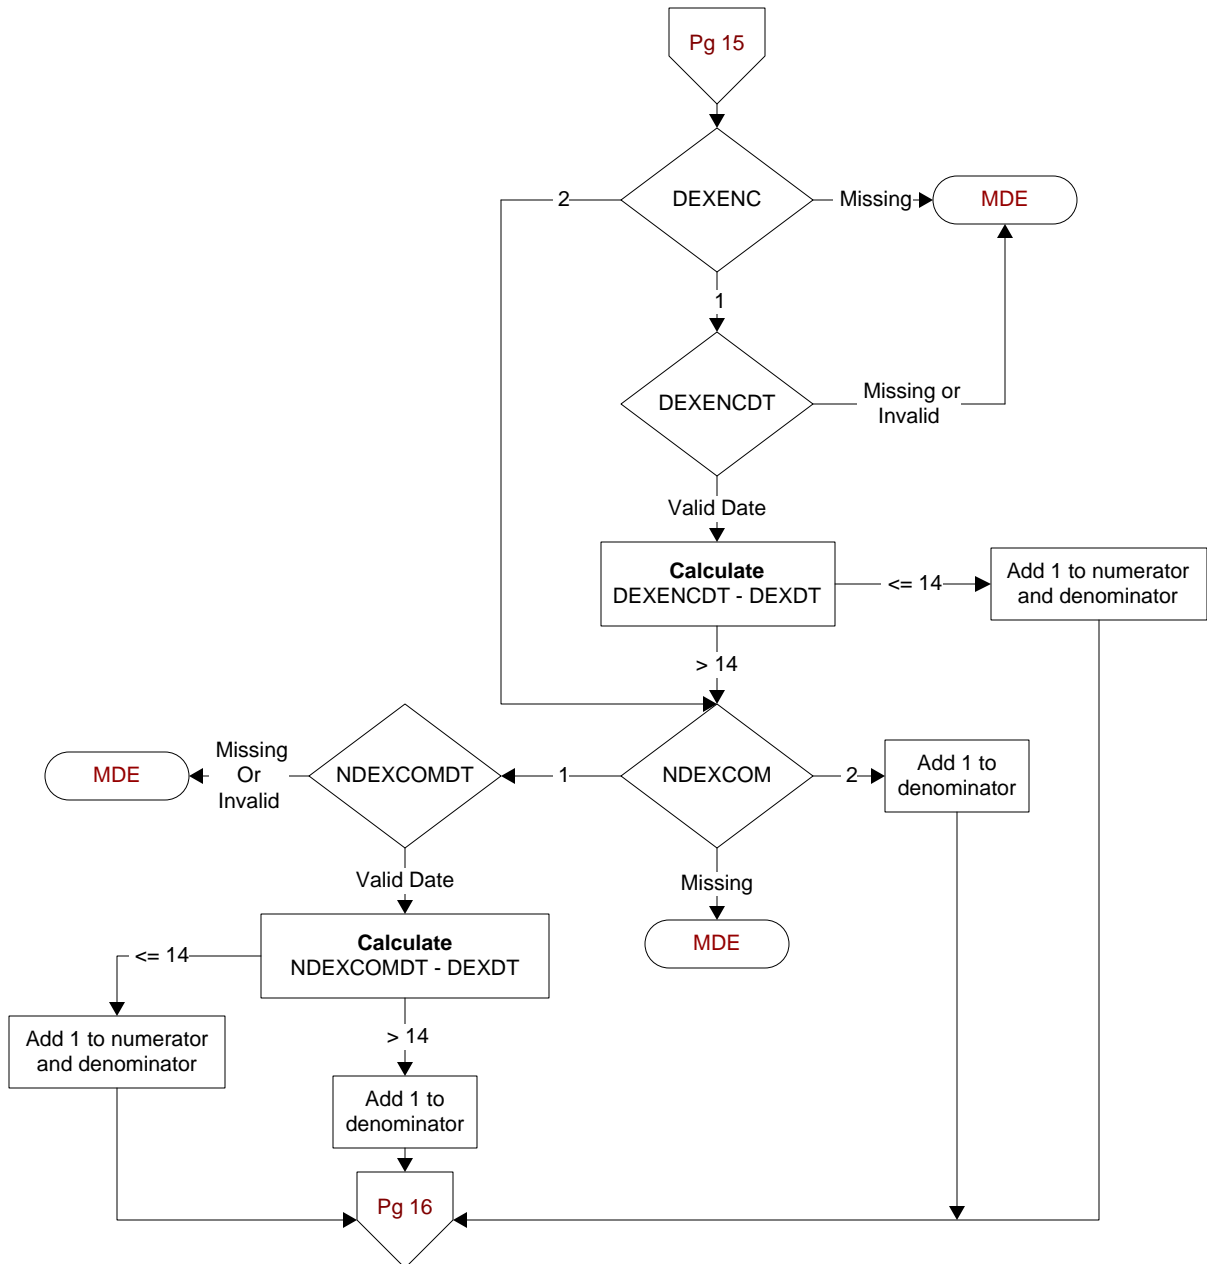 Pg 15
DEXENC
2
Missing
MDE
1
DEXENCDT
Missing or
Invalid
Valid Date
Calculate
DEXENCDT - DEXDT
<= 14
Add 1 to numerator
and denominator
> 14
NDEXCOM
1
2
Add 1 to
denominator
Missing
MDE
NDEXCOMDT
Missing
Or
Invalid
MDE
Valid Date
Calculate
NDEXCOMDT - DEXDT
<= 14
Add 1 to numerator
and denominator
> 14
Add 1 to
denominator
Pg 16